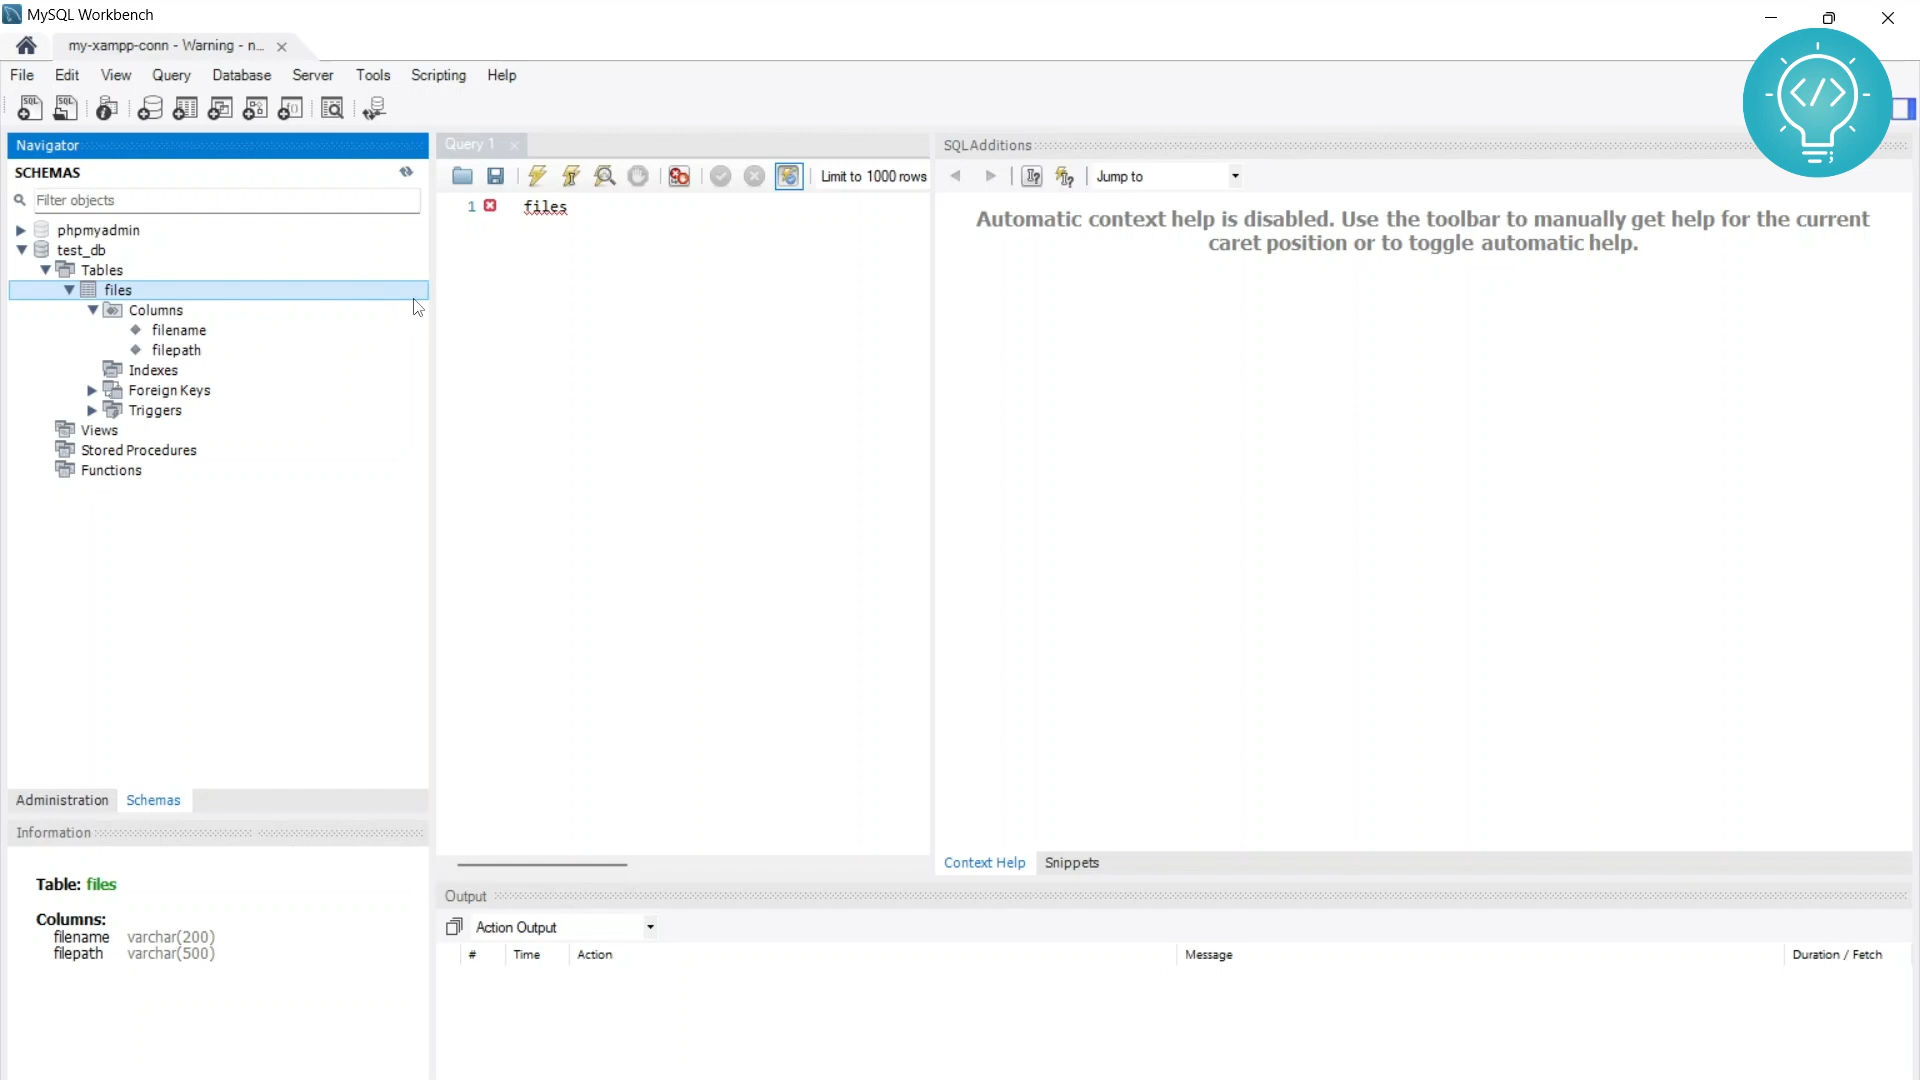 MySQL Workbench
my-xampp-conn - Warning - n...
File Edit View Query Database Server Tools Scripting Help
Navigator
SCHEMAS
Filter objects
phpmyadmin
test_db
Tables
files
Columns
filename
filepath
Indexes
Foreign Keys
Triggers
Views
Stored Procedures
Functions
Administration Schemas
Information
Table: files
Columns:
filename varchar(200)
filepath varchar(500)
Query 1
Limit to 1000 rows
1 files
SQLAdditions
Jump to
Automatic context help is disabled. Use the toolbar to manually get help for the current
caret position or to toggle automatic help.
Context Help Snippets
Output
Action Output
# Time Action Message Duration / Fetch